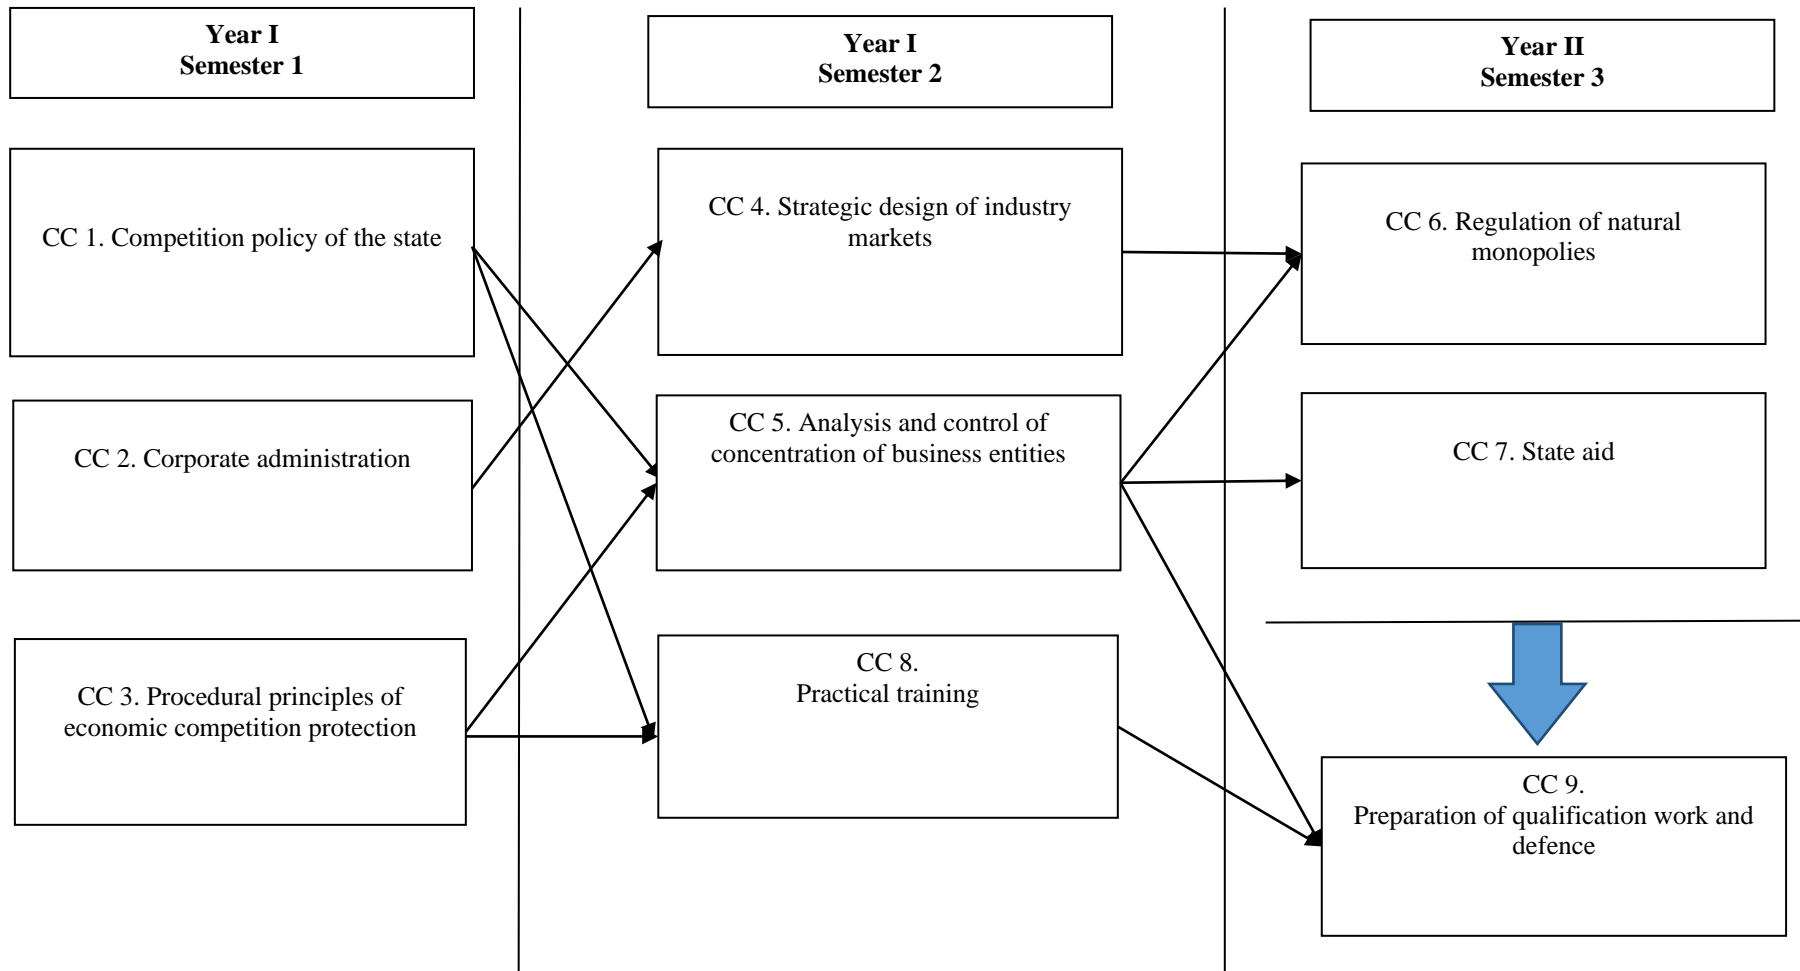 Year I
Semester 1
Year I
Semester 2
Year II
Semester 3
CC 1. Competition policy of the state
CC 4. Strategic design of industry
markets
CC 6. Regulation of natural
monopolies
CC 2. Corporate administration
CC 5. Analysis and control of
concentration of business entities
CC 7. State aid
CC 3. Procedural principles of
economic competition protection
CC 8.
Practical training
CC 9.
Preparation of qualification work and
defence